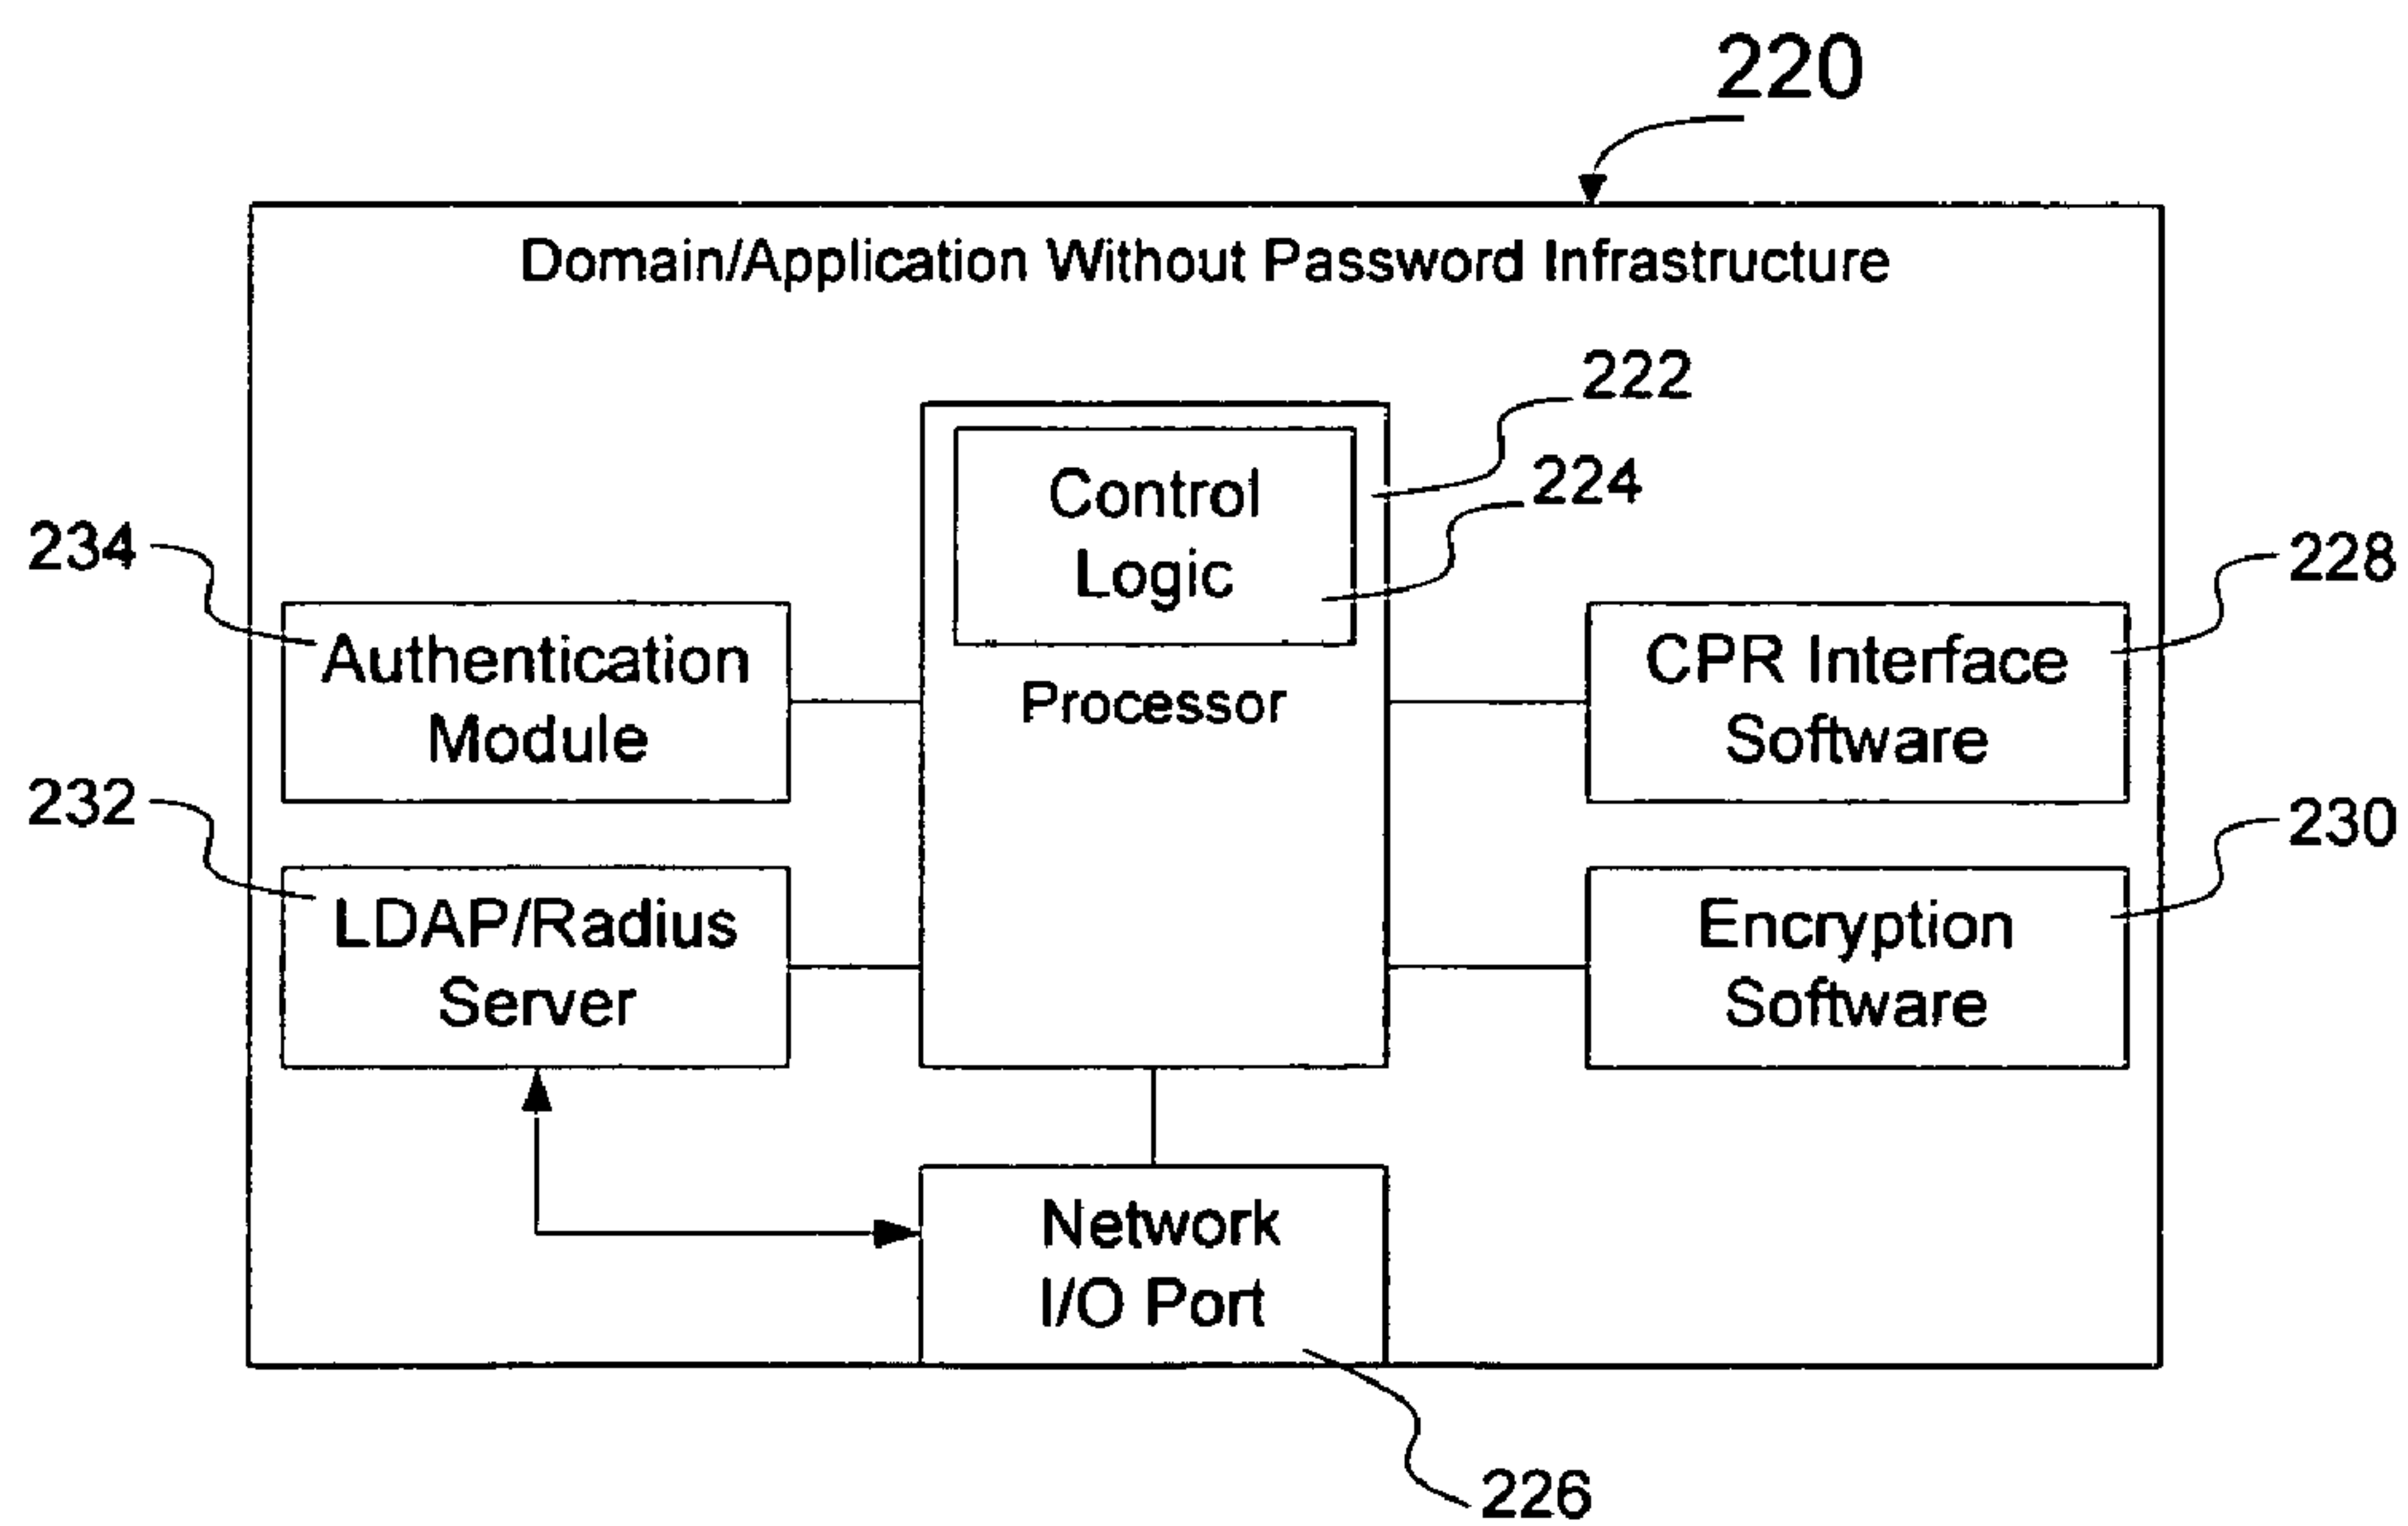 220
Domain/Application Without Password Infrastructure
222
Control
Logic
224
Processor
234
Authentication
Module
228
CPR Interface
Software
232
LDAP/Radius
Server
230
Encryption
Software
Network
I/O Port
226